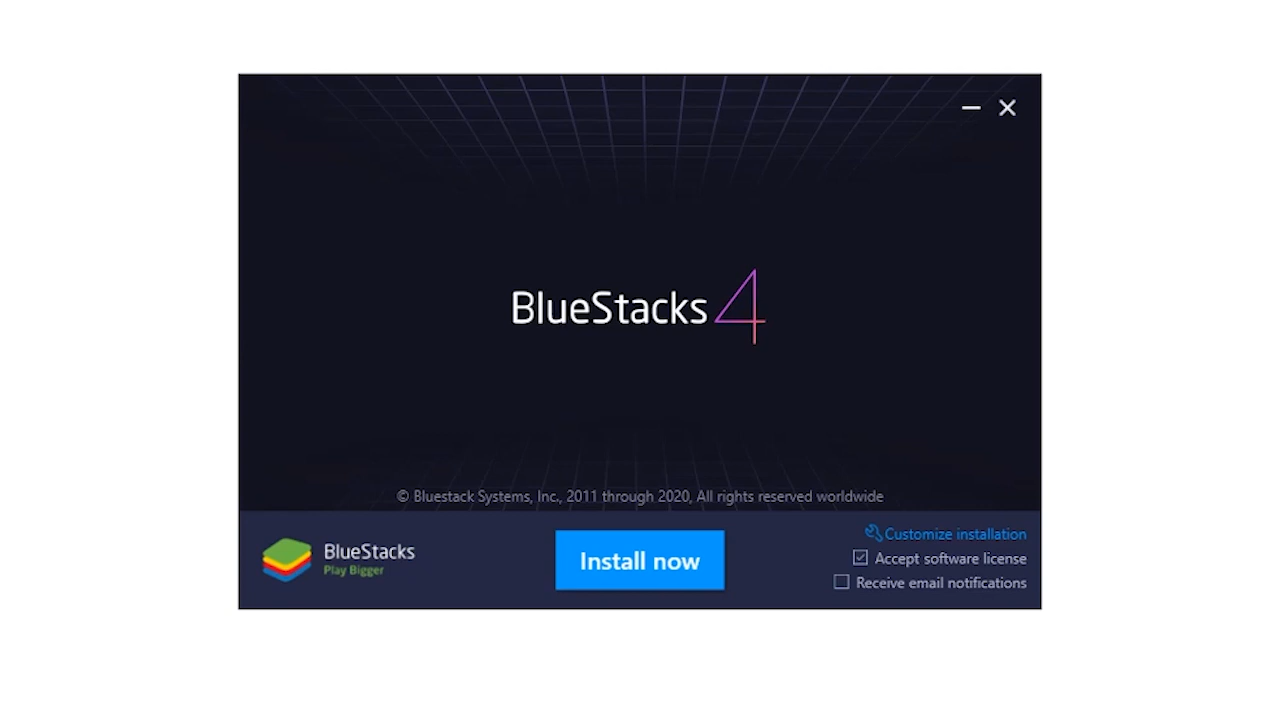 BlueStacks 4
© Bluestack Systems, Inc., 2011 through 2020, All rights reserved worldwide
BlueStacks
Play Bigger
Install now
Customize installation
Accept software license
Receive email notifications